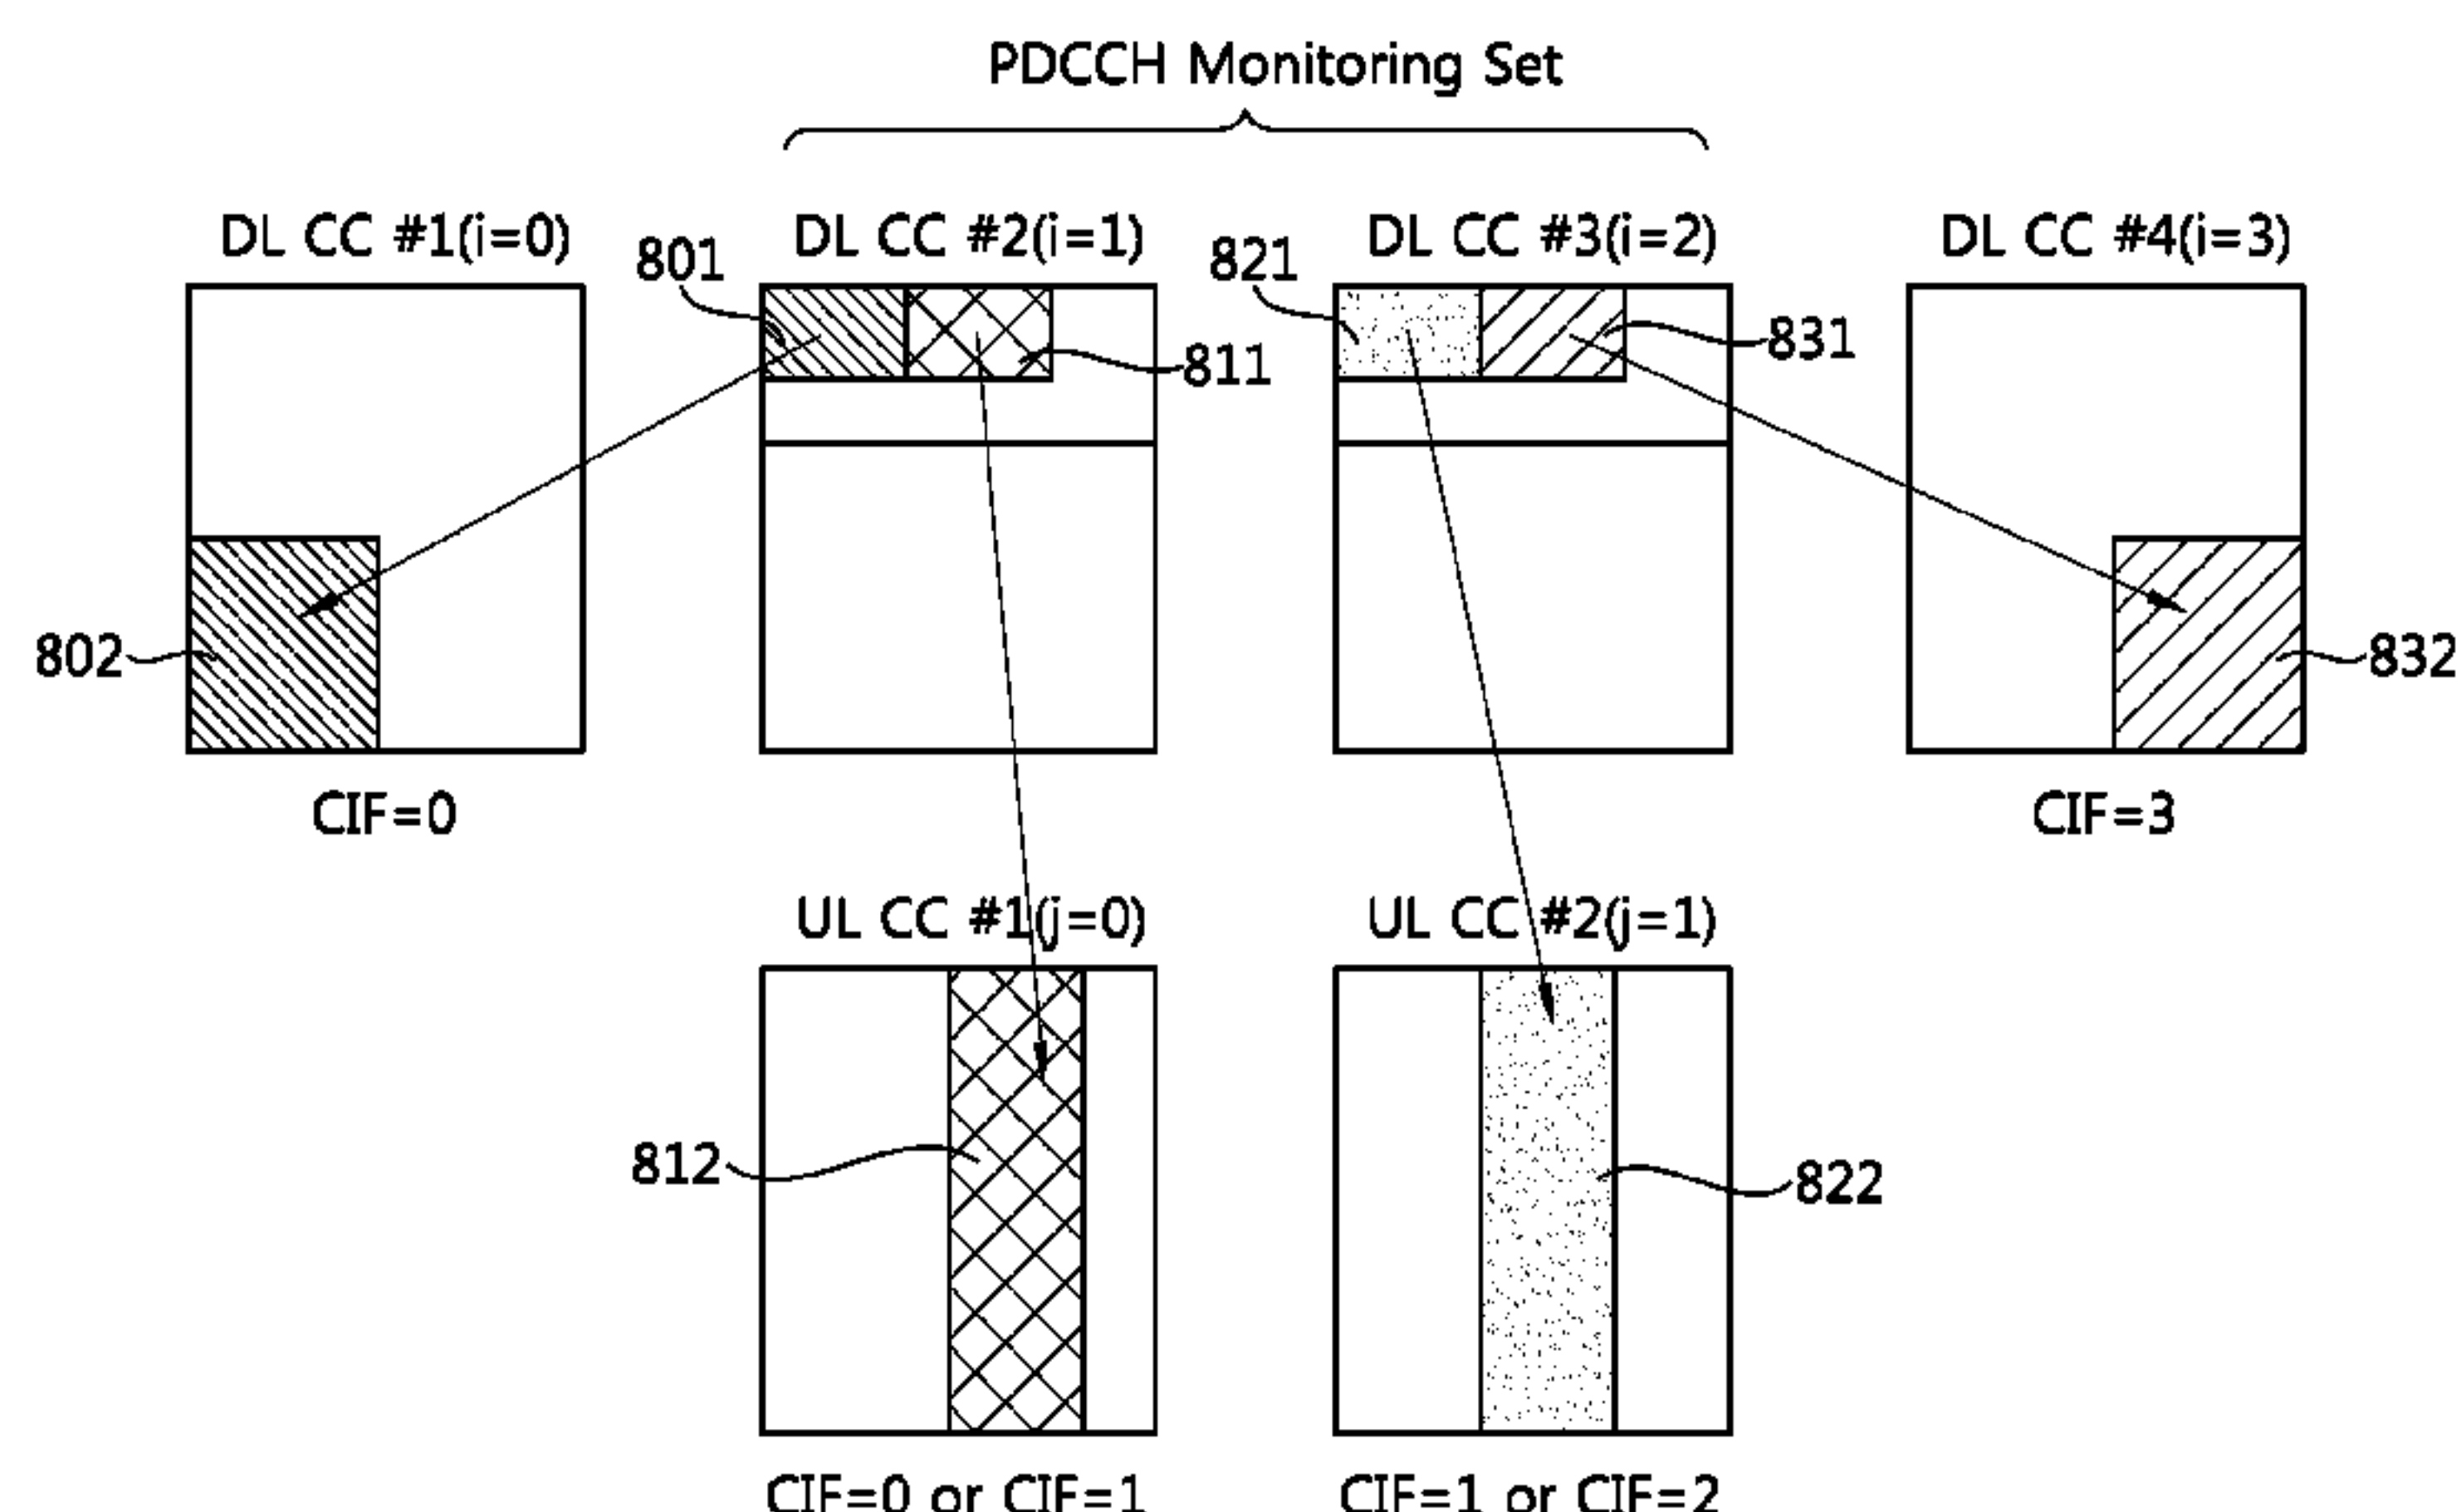 PDCCH Monitoring Set
DL CC #1(i=0)
DL CC #2(i=1)
DL CC #3(i=2)
DL CC #4(i=3)
801
821
811
831
802
832
CIF=0
CIF=3
UL CC #1(j=0)
UL CC #2(j=1)
812
822
CIF=0 or CIF=1
CIF=1 or CIF=2